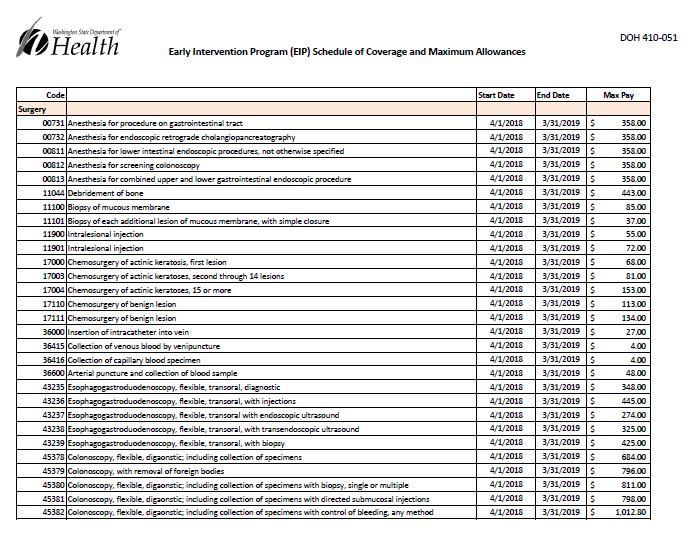 Washington State Department of
Health
DOH 410-051
Early Intervention Program (EIP) Schedule of Coverage and Maximum Allowances
Code Start Date End Date Max Pay
Surgery
00731 Anesthesia for procedure on gastrointestinal tract 4/1/2018 3/31/2019 $ 358.00
00732 Anesthesia for endoscopic retrograde cholangiopancreatography 4/1/2018 3/31/2019 $ 358.00
00811 Anesthesia for lower intestinal endoscopic procedures, not otherwise specified 4/1/2018 3/31/2019 $ 358.00
00812 Anesthesia for screening colonoscopy 4/1/2018 3/31/2019 $ 358.00
00813 Anesthesia for combined upper and lower gastrointestinal endoscopic procedure 4/1/2018 3/31/2019 $ 358.00
11044 Debridement of bone 4/1/2018 3/31/2019 $ 443.00
11100 Biopsy of mucous membrane 4/1/2018 3/31/2019 $ 85.00
11101 Biopsy of each additional lesion of mucous membrane, with simple closure 4/1/2018 3/31/2019 $ 37.00
11900 Intralesional injection 4/1/2018 3/31/2019 $ 55.00
11901 Intralesional injection 4/1/2018 3/31/2019 $ 72.00
17000 Chemosurgery of actinic keratosis, first lesion 4/1/2018 3/31/2019 $ 68.00
17003 Chemosurgery of actinic keratoses, second through 14 lesions 4/1/2018 3/31/2019 $ 81.00
17004 Chemosurgery of actinic keratoses, 15 or more 4/1/2018 3/31/2019 $ 153.00
17110 Chemosurgery of benign lesion 4/1/2018 3/31/2019 $ 113.00
17111 Chemosurgery of benign lesion 4/1/2018 3/31/2019 $ 134.00
36000 Insertion of intracatheter into vein 4/1/2018 3/31/2019 $ 27.00
36415 Collection of venous blood by venipuncture 4/1/2018 3/31/2019 $ 4.00
36416 Collection of capillary blood specimen 4/1/2018 3/31/2019 $ 4.00
36600 Arterial puncture and collection of blood sample 4/1/2018 3/31/2019 $ 48.00
43235 Esophagogastroduodenoscopy, flexible, transoral, diagnostic 4/1/2018 3/31/2019 $ 348.00
43236 Esophagogastroduodenoscopy, flexible, transoral, with injections 4/1/2018 3/31/2019 $ 445.00
43237 Esophagogastroduodenoscopy, flexible, transoral with endoscopic ultrasound 4/1/2018 3/31/2019 $ 274.00
43238 Esophagogastroduodenoscopy, flexible, transoral, with transendoscopic ultrasound 4/1/2018 3/31/2019 $ 325.00
43239 Esophagogastroduodenoscopy, flexible, transoral, with biopsy 4/1/2018 3/31/2019 $ 425.00
45378 Colonoscopy, flexible, digaonstic; including collection of specimens 4/1/2018 3/31/2019 $ 684.00
45379 Colonoscopy, with removal of foreign bodies 4/1/2018 3/31/2019 $ 796.00
45380 Colonoscopy, flexible, digaonstic; including collection of specimens with biopsy, single or multiple 4/1/2018 3/31/2019 $ 811.00
45381 Colonoscopy, flexible, digaonstic; including collection of specimens with directed submucosal injections 4/1/2018 3/31/2019 $ 798.00
45382 Colonoscopy, flexible, digaonstic; including collection of specimens with control of bleeding, any method 4/1/2018 3/31/2019 $ 1,012.80